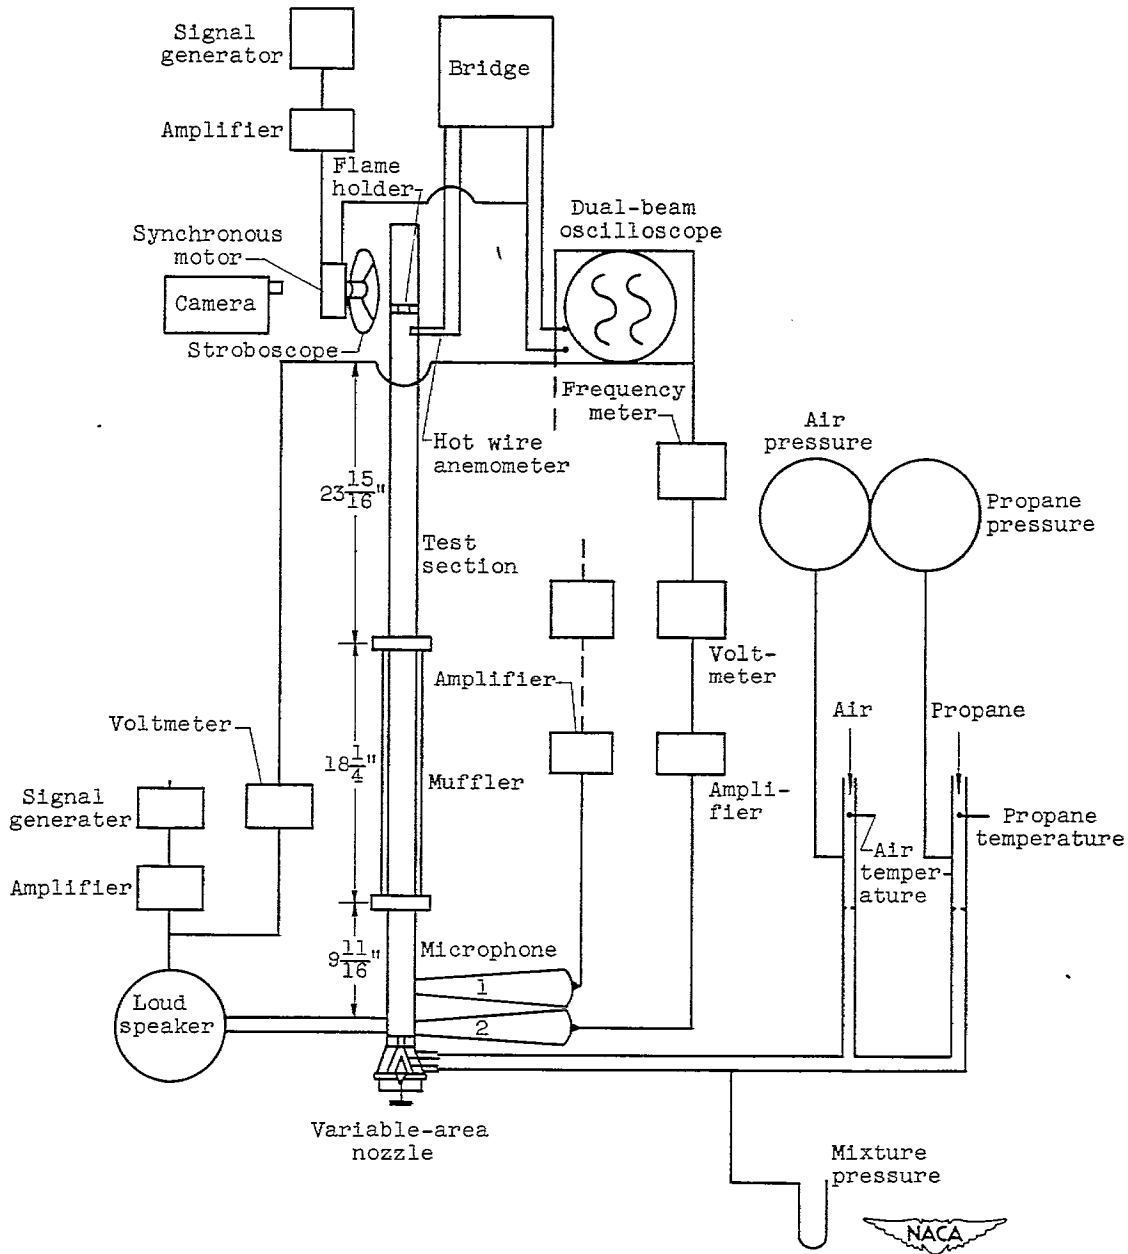 Signal
generator
Bridge
Amplifier
Flame
holder
Dual-beam
oscilloscope
Synchronous
motor
Camera
Stroboscope
Frequency
meter
Air
pressure
Hot wire
anemometer
23 15/16"
Propane
pressure
Test
section
Volt-
meter
Amplifier
Air
Propane
Voltmeter
18 1/4"
Muffler
Signal
generater
Ampli-
fier
Propane
temperature
Air
temper-
ature
Amplifier
9 11/16"
Microphone
1
Loud
speaker
2
Variable-area
nozzle
Mixture
pressure
NACA